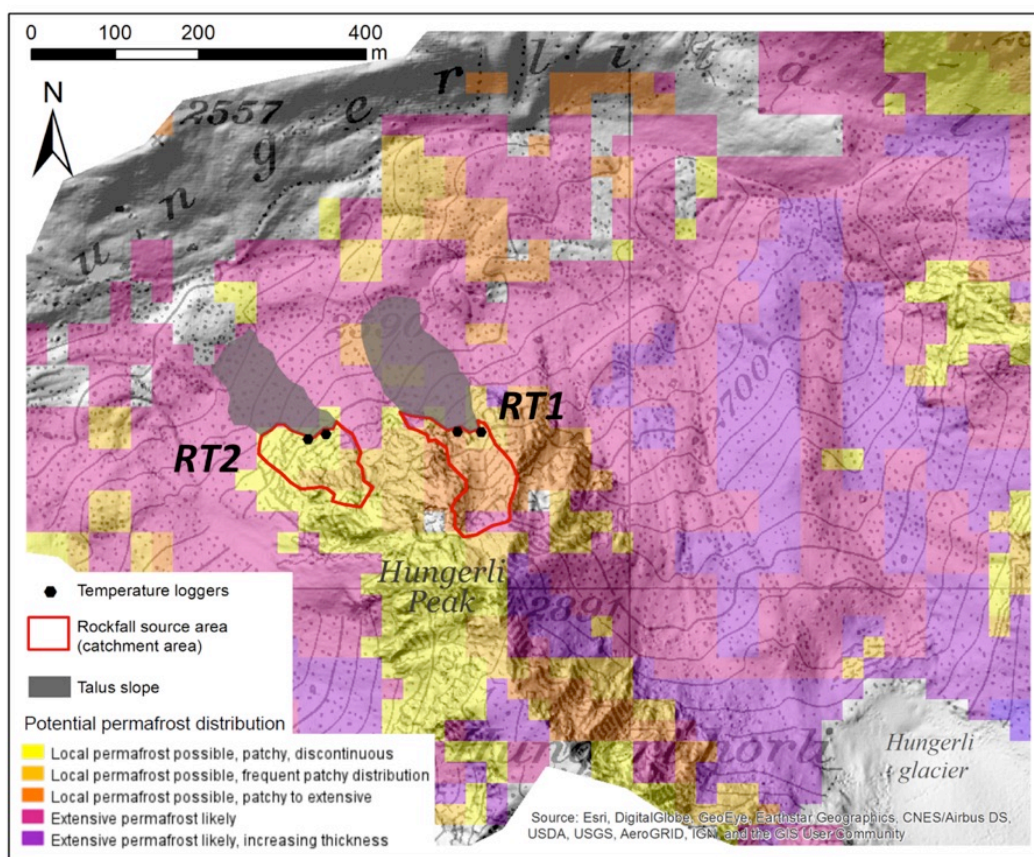 0 100 200 400
m
N
2557
u n g e r l i t ä l l
2700
RT1
RT2
Hungerli
Peak
2891
Hungerli
glacier
Temperature loggers
Rockfall source area
(catchment area)
Talus slope
Potential permafrost distribution
Local permafrost possible, patchy, discontinuous
Local permafrost possible, frequent patchy distribution
Local permafrost possible, patchy to extensive
Extensive permafrost likely
Extensive permafrost likely, increasing thickness
Source: Esri, DigitalGlobe, GeoEye, Earthstar Geographics, CNES/Airbus DS,
USDA, USGS, AeroGRID, IGN, and the GIS User Community